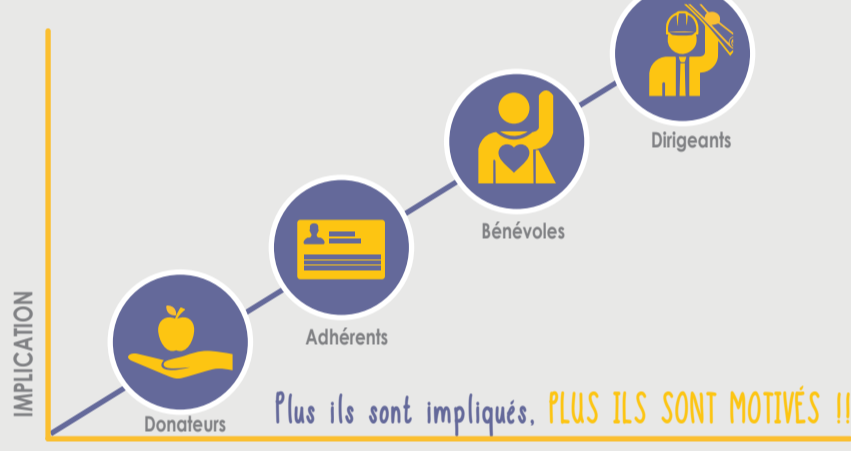 Dirigeants
Bénévoles
Adhérents
Donateurs
IMPLICATION
Plus ils sont impliqués, PLUS ILS SONT MOTIVÉS !!